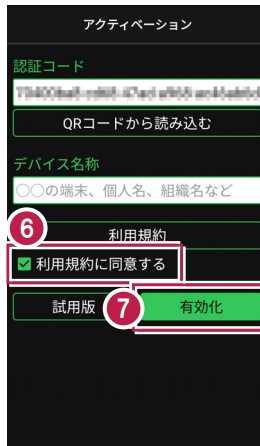 アクティベーション
認証コード
QRコードから読み込む
デバイス名称
〇〇の端末、個人名、組織名など
6
利用規約
利用規約に同意する
試用版
7
有効化